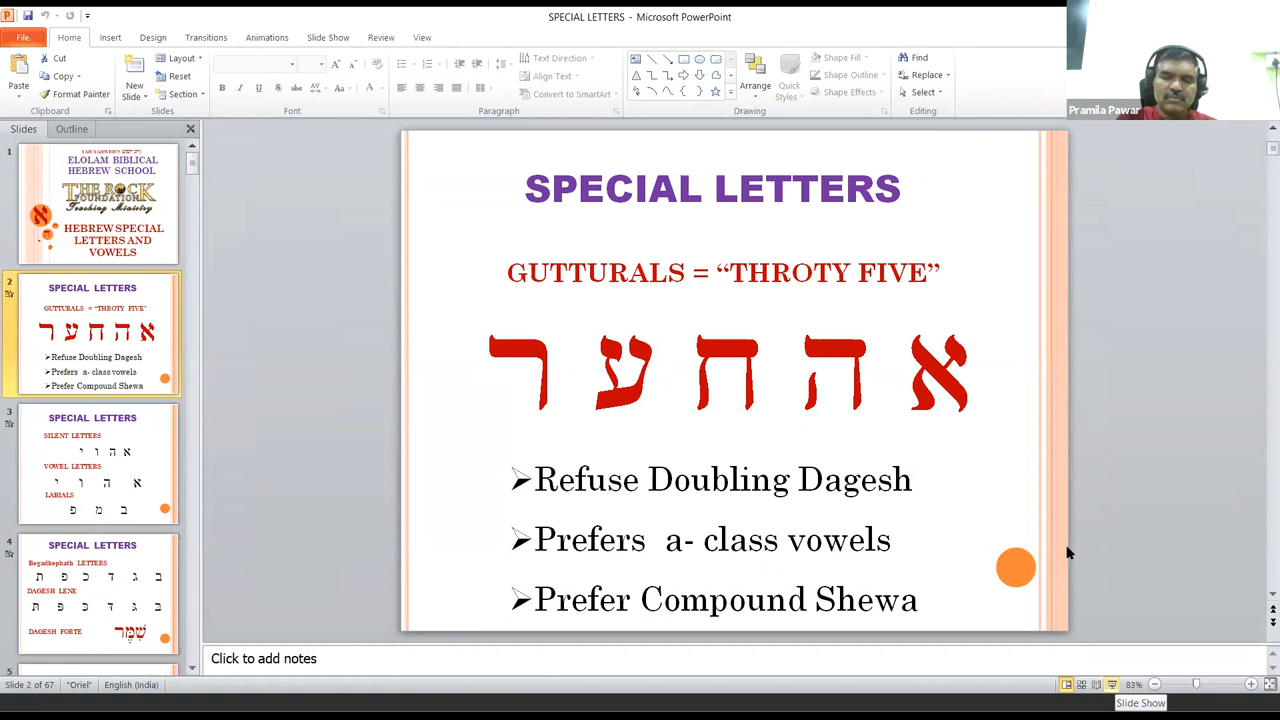 SPECIAL LETTERS - Microsoft PowerPoint
File Home Insert Design Transitions Animations Slide Show Review View
Paste
Cut
Copy
Format Painter
Clipboard
New Slide
Layout
Reset
Section
Slides
Font
Text Direction
Align Text
Convert to SmartArt
Paragraph
Arrange
Quick Styles
Shape Fill
Shape Outline
Shape Effects
Drawing
Find
Replace
Select
Editing
Pramila Pawar
Slides Outline
1
ELOLAM BIBLICAL
HEBREW SCHOOL
THE ROCK
FOUNDATION
Teaching Ministry
א
HEBREW SPECIAL
LETTERS AND
VOWELS
2
SPECIAL LETTERS
GUTTURALS = “THROTY FIVE”
א ה ח ע ר
➢Refuse Doubling Dagesh
➢Prefers a- class vowels
➢Prefer Compound Shewa
3
SPECIAL LETTERS
SILENT LETTERS
א ה ו י
VOWEL LETTERS
א ה ו י
LABIALS
ב מ פ
4
SPECIAL LETTERS
Begadkephath LETTERS
ב ג ד כ פ ת
DAGESH LENE
ב ג ד כ פ ת
DAGESH FORTE
5
SPECIAL LETTERS
GUTTURALS = “THROTY FIVE”
א ה ח ע ר
➢Refuse Doubling Dagesh
➢Prefers a- class vowels
➢Prefer Compound Shewa
Click to add notes
Slide 2 of 67 "Oriel" English (India) 83%
Slide Show